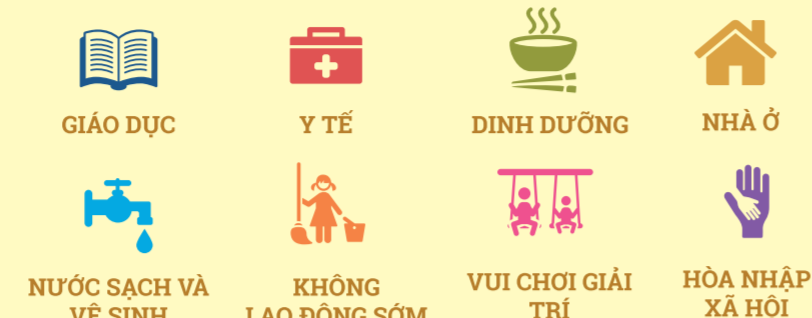 GIÁO DỤC
Y TẾ
DINH DƯỠNG
NHÀ Ở
NƯỚC SẠCH VÀ
VỆ SINH
KHÔNG
LAO ĐỘNG SỚM
VUI CHƠI GIẢI
TRÍ
HÒA NHẬP
XÃ HỘI